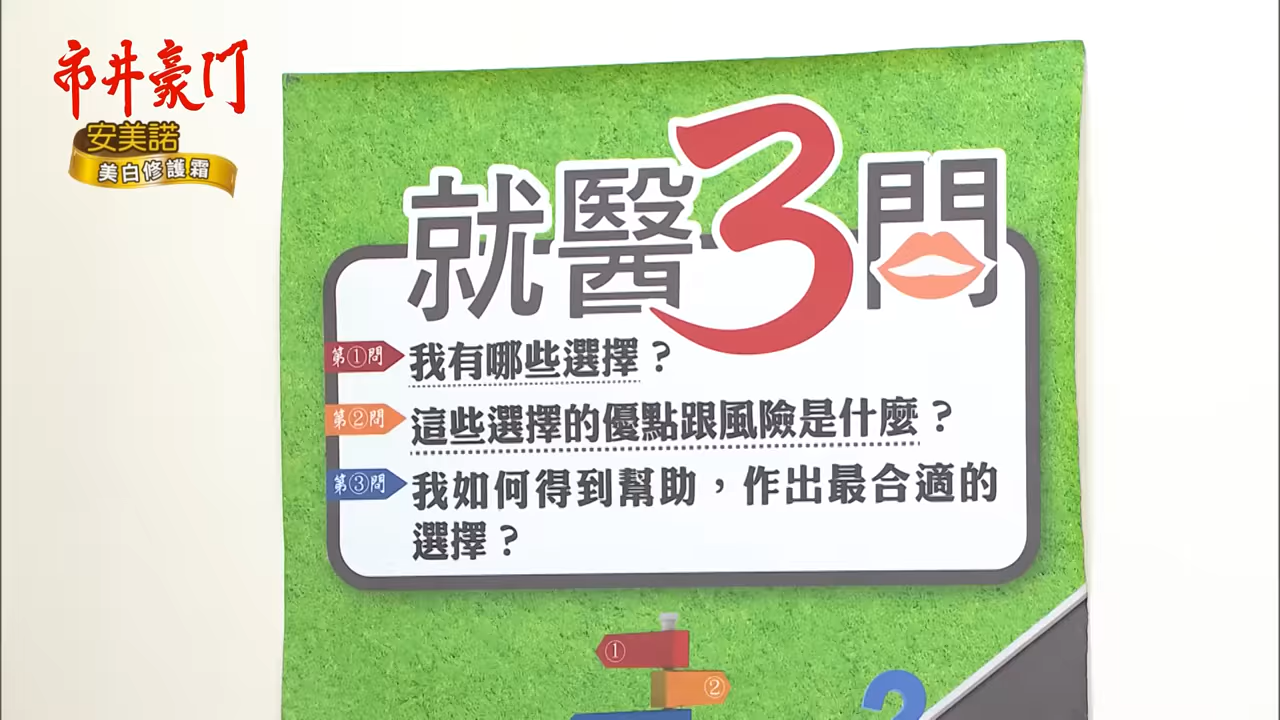 市井豪门
安美諾
美白修護霜
就醫3問
第①問 我有哪些選擇？
第②問 這些選擇的優點跟風險是什麼？
第③問 我如何得到幫助，作出最合適的
選擇？
①
②